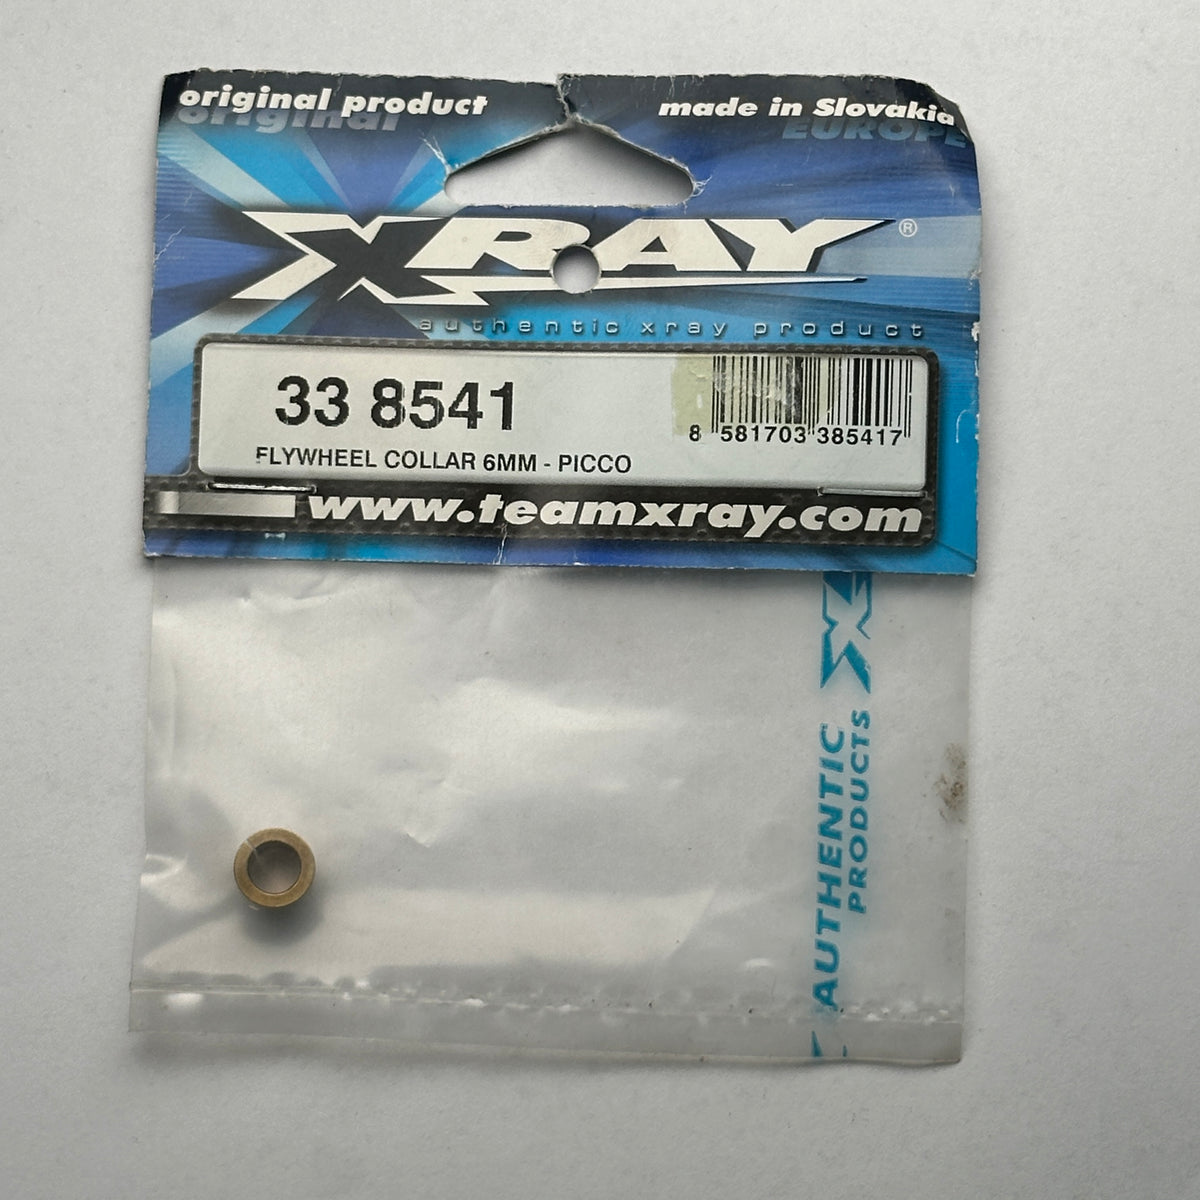 original product
original
made in Slovakia
EUROPE
XRAY®
authentic xray product
33 8541
8 581703 385417
FLYWHEEL COLLAR 6MM - PICCO
www.teamxray.com
AUTHENTIC
PRODUCTS